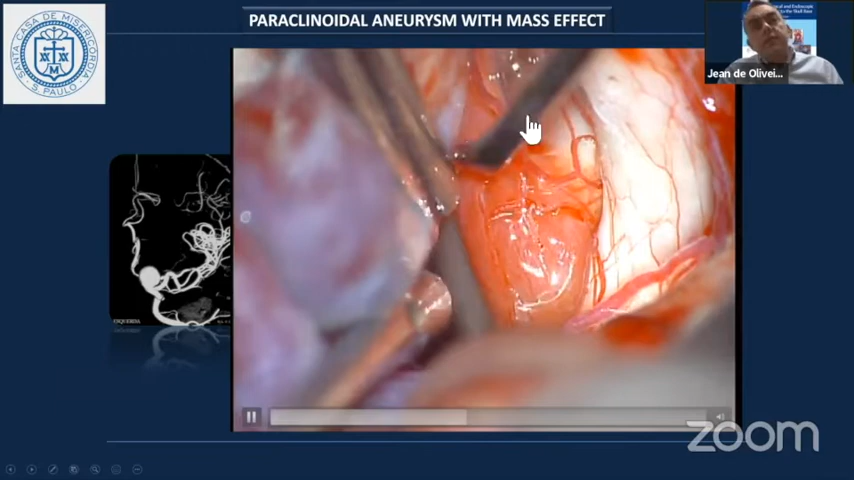 PARACLINOIDAL ANEURYSM WITH MASS EFFECT
SANTA CASA DE MISERICORDIA
S. PAULO
M
Jean de Olivei...
ESQUERDA
zoom